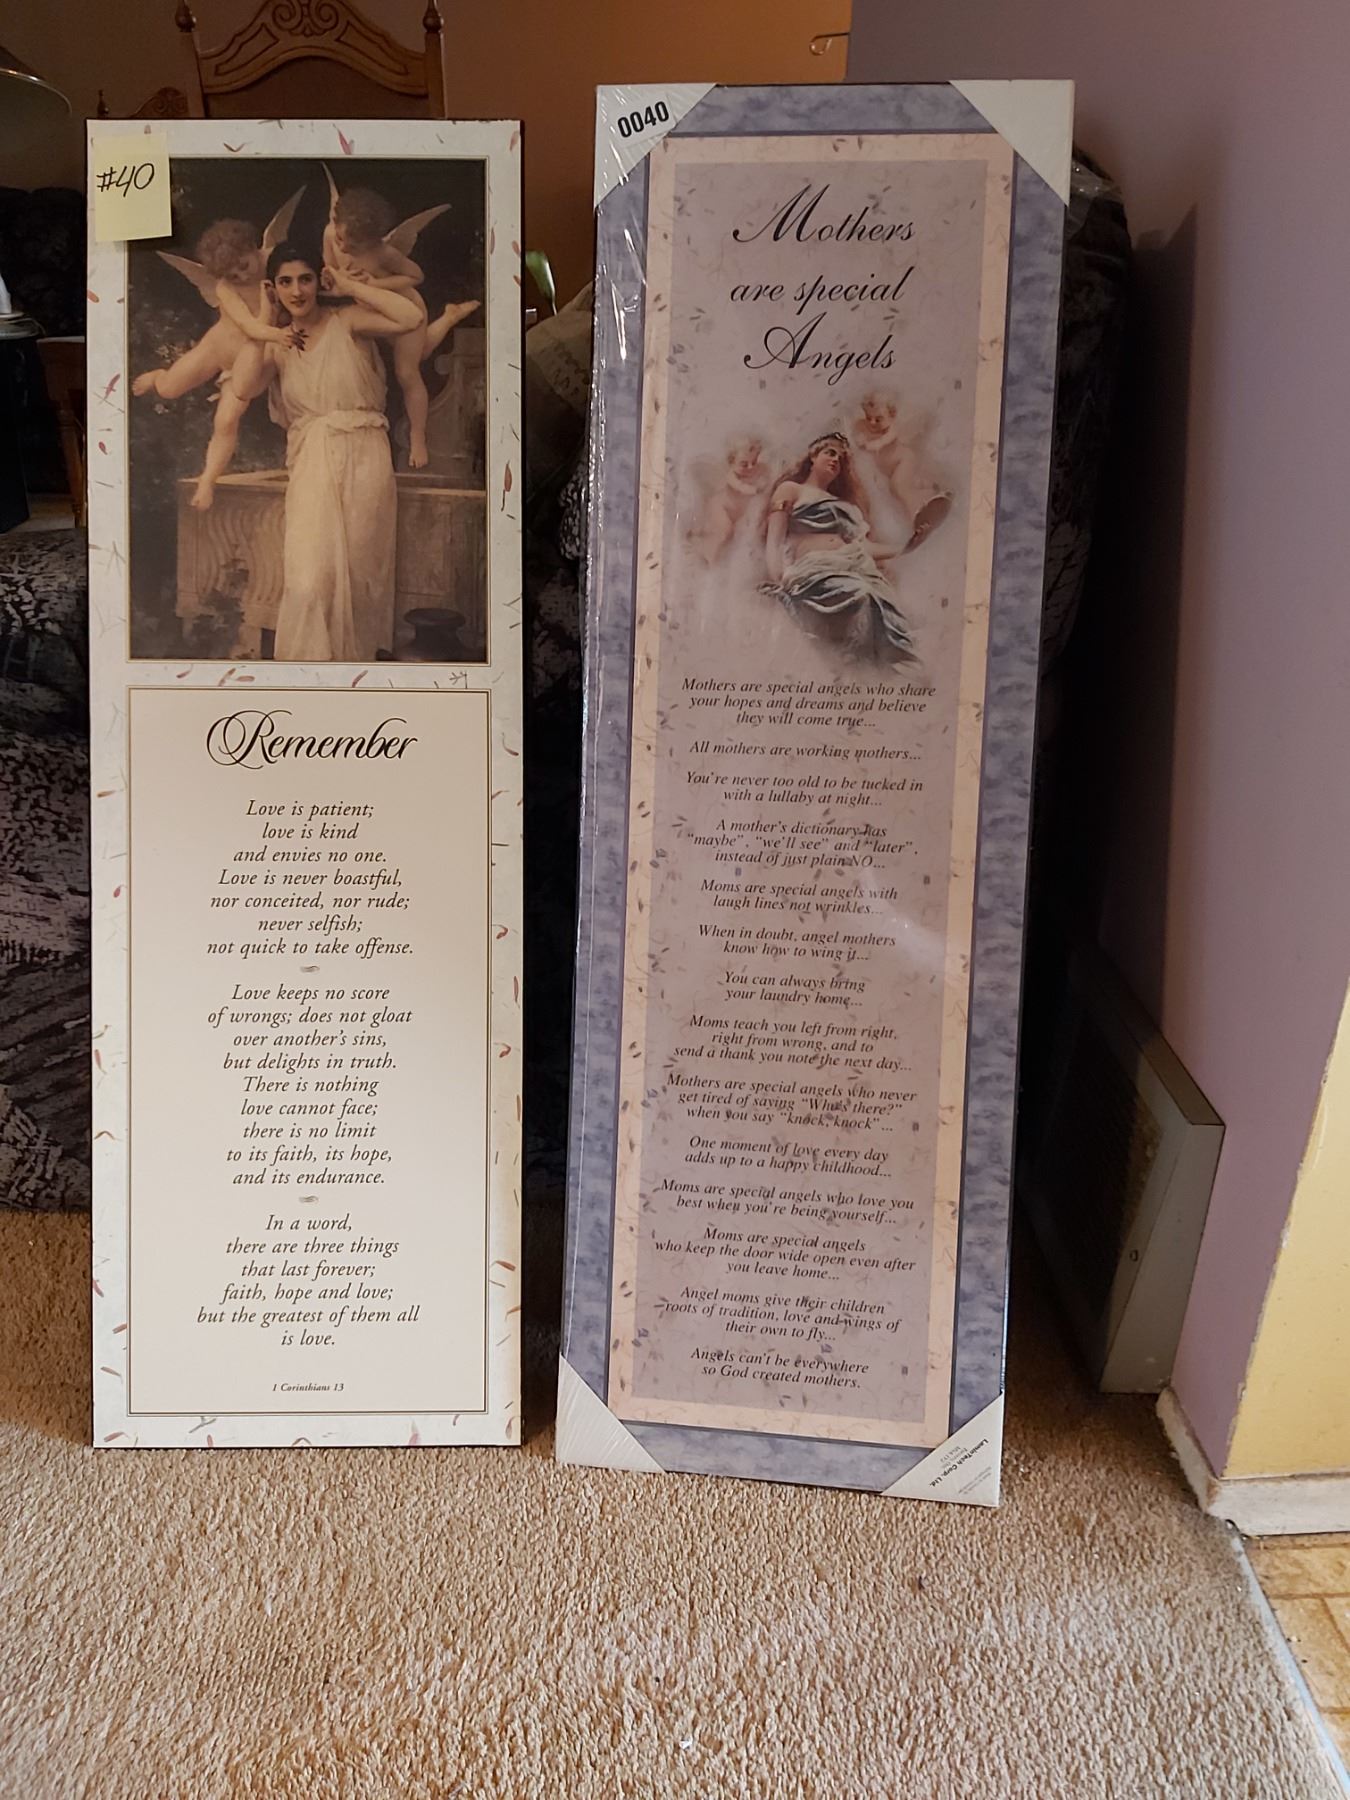 #40
Remember
Love is patient;
love is kind
and envies no one.
Love is never boastful,
nor conceited, nor rude;
never selfish;
not quick to take offense.
Love keeps no score
of wrongs; does not gloat
over another's sins,
but delights in truth.
There is nothing
love cannot face;
there is no limit
to its faith, its hope,
and its endurance.
In a word,
there are three things
that last forever;
faith, hope and love;
but the greatest of them all
is love.
1 Corinthians 13
0040
Mothers
are special
Angels
Mothers are special angels who share
your hopes and dreams and believe
they will come true...
All mothers are working mothers...
You're never too old to be tucked in
with a lullaby at night...
A mother's dictionary has
"maybe", "we'll see" and "later",
instead of just plain NO...
Moms are special angels with
laugh lines not wrinkles...
When in doubt, angel mothers
know how to wing it...
You can always bring
your laundry home...
Moms teach you left from right,
right from wrong, and to
send a thank you note the next day...
Mothers are special angels who never
get tired of saying "Who's there?"
when you say "knock, knock"...
One moment of love every day
adds up to a happy childhood...
Moms are special angels who love you
best when you're being yourself...
Moms are special angels
who keep the door wide open even after
you leave home...
Angel moms give their children
roots of tradition, love and wings of
their own to fly...
Angels can't be everywhere
so God created mothers.
LaminTech Corp. Ltd.